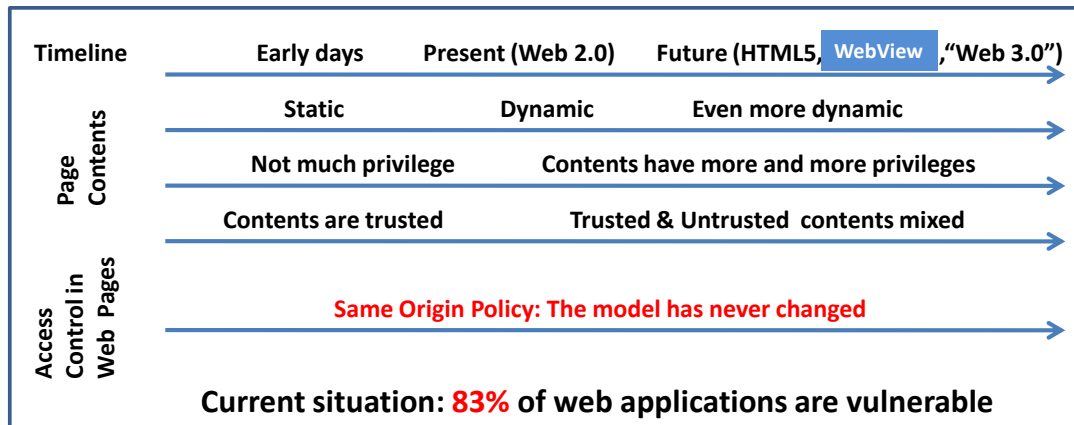 Timeline Early days Present (Web 2.0) Future (HTML5, WebView ,"Web 3.0")
Static Dynamic Even more dynamic
Page
Contents
Not much privilege Contents have more and more privileges
Contents are trusted Trusted & Untrusted contents mixed
Access
Control in
Web Pages
Same Origin Policy: The model has never changed
Current situation: 83% of web applications are vulnerable